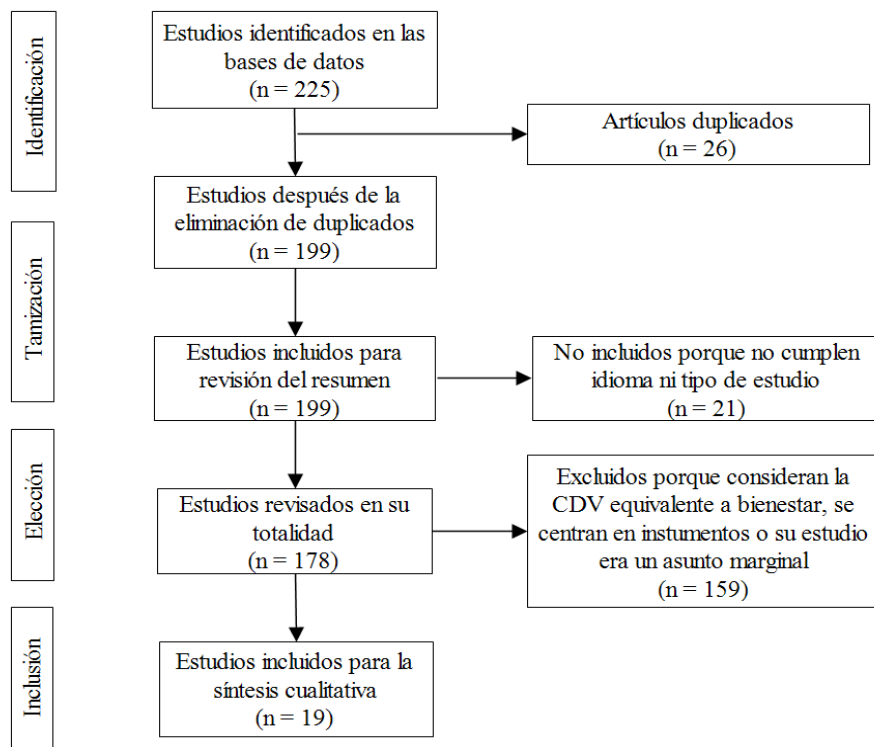 Identificación
Estudios identificados en las
bases de datos
(n = 225)
Artículos duplicados
(n = 26)
Estudios después de la
eliminación de duplicados
(n = 199)
Tamización
Estudios incluidos para
revisión del resumen
(n = 199)
No incluidos porque no cumplen
idioma ni tipo de estudio
(n = 21)
Elección
Estudios revisados en su
totalidad
(n = 178)
Excluidos porque consideran la
CDV equivalente a bienestar, se
centran en instumentos o su estudio
era un asunto marginal
(n = 159)
Inclusión
Estudios incluidos para la
síntesis cualitativa
(n = 19)